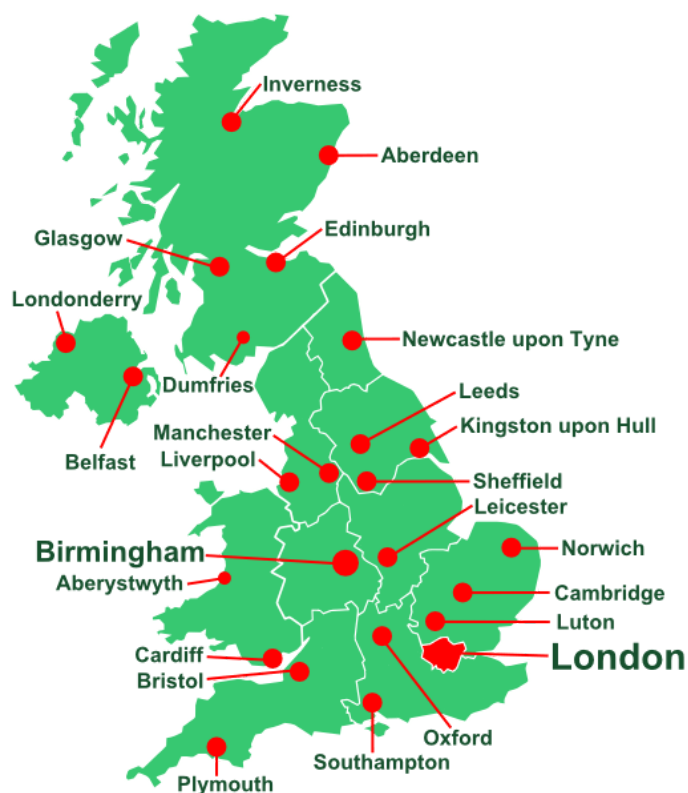 Inverness
Aberdeen
Edinburgh
Glasgow
Londonderry
Newcastle upon Tyne
Dumfries
Leeds
Kingston upon Hull
Manchester
Liverpool
Belfast
Sheffield
Leicester
Birmingham
Norwich
Aberystwyth
Cambridge
Luton
Cardiff
London
Bristol
Oxford
Southampton
Plymouth